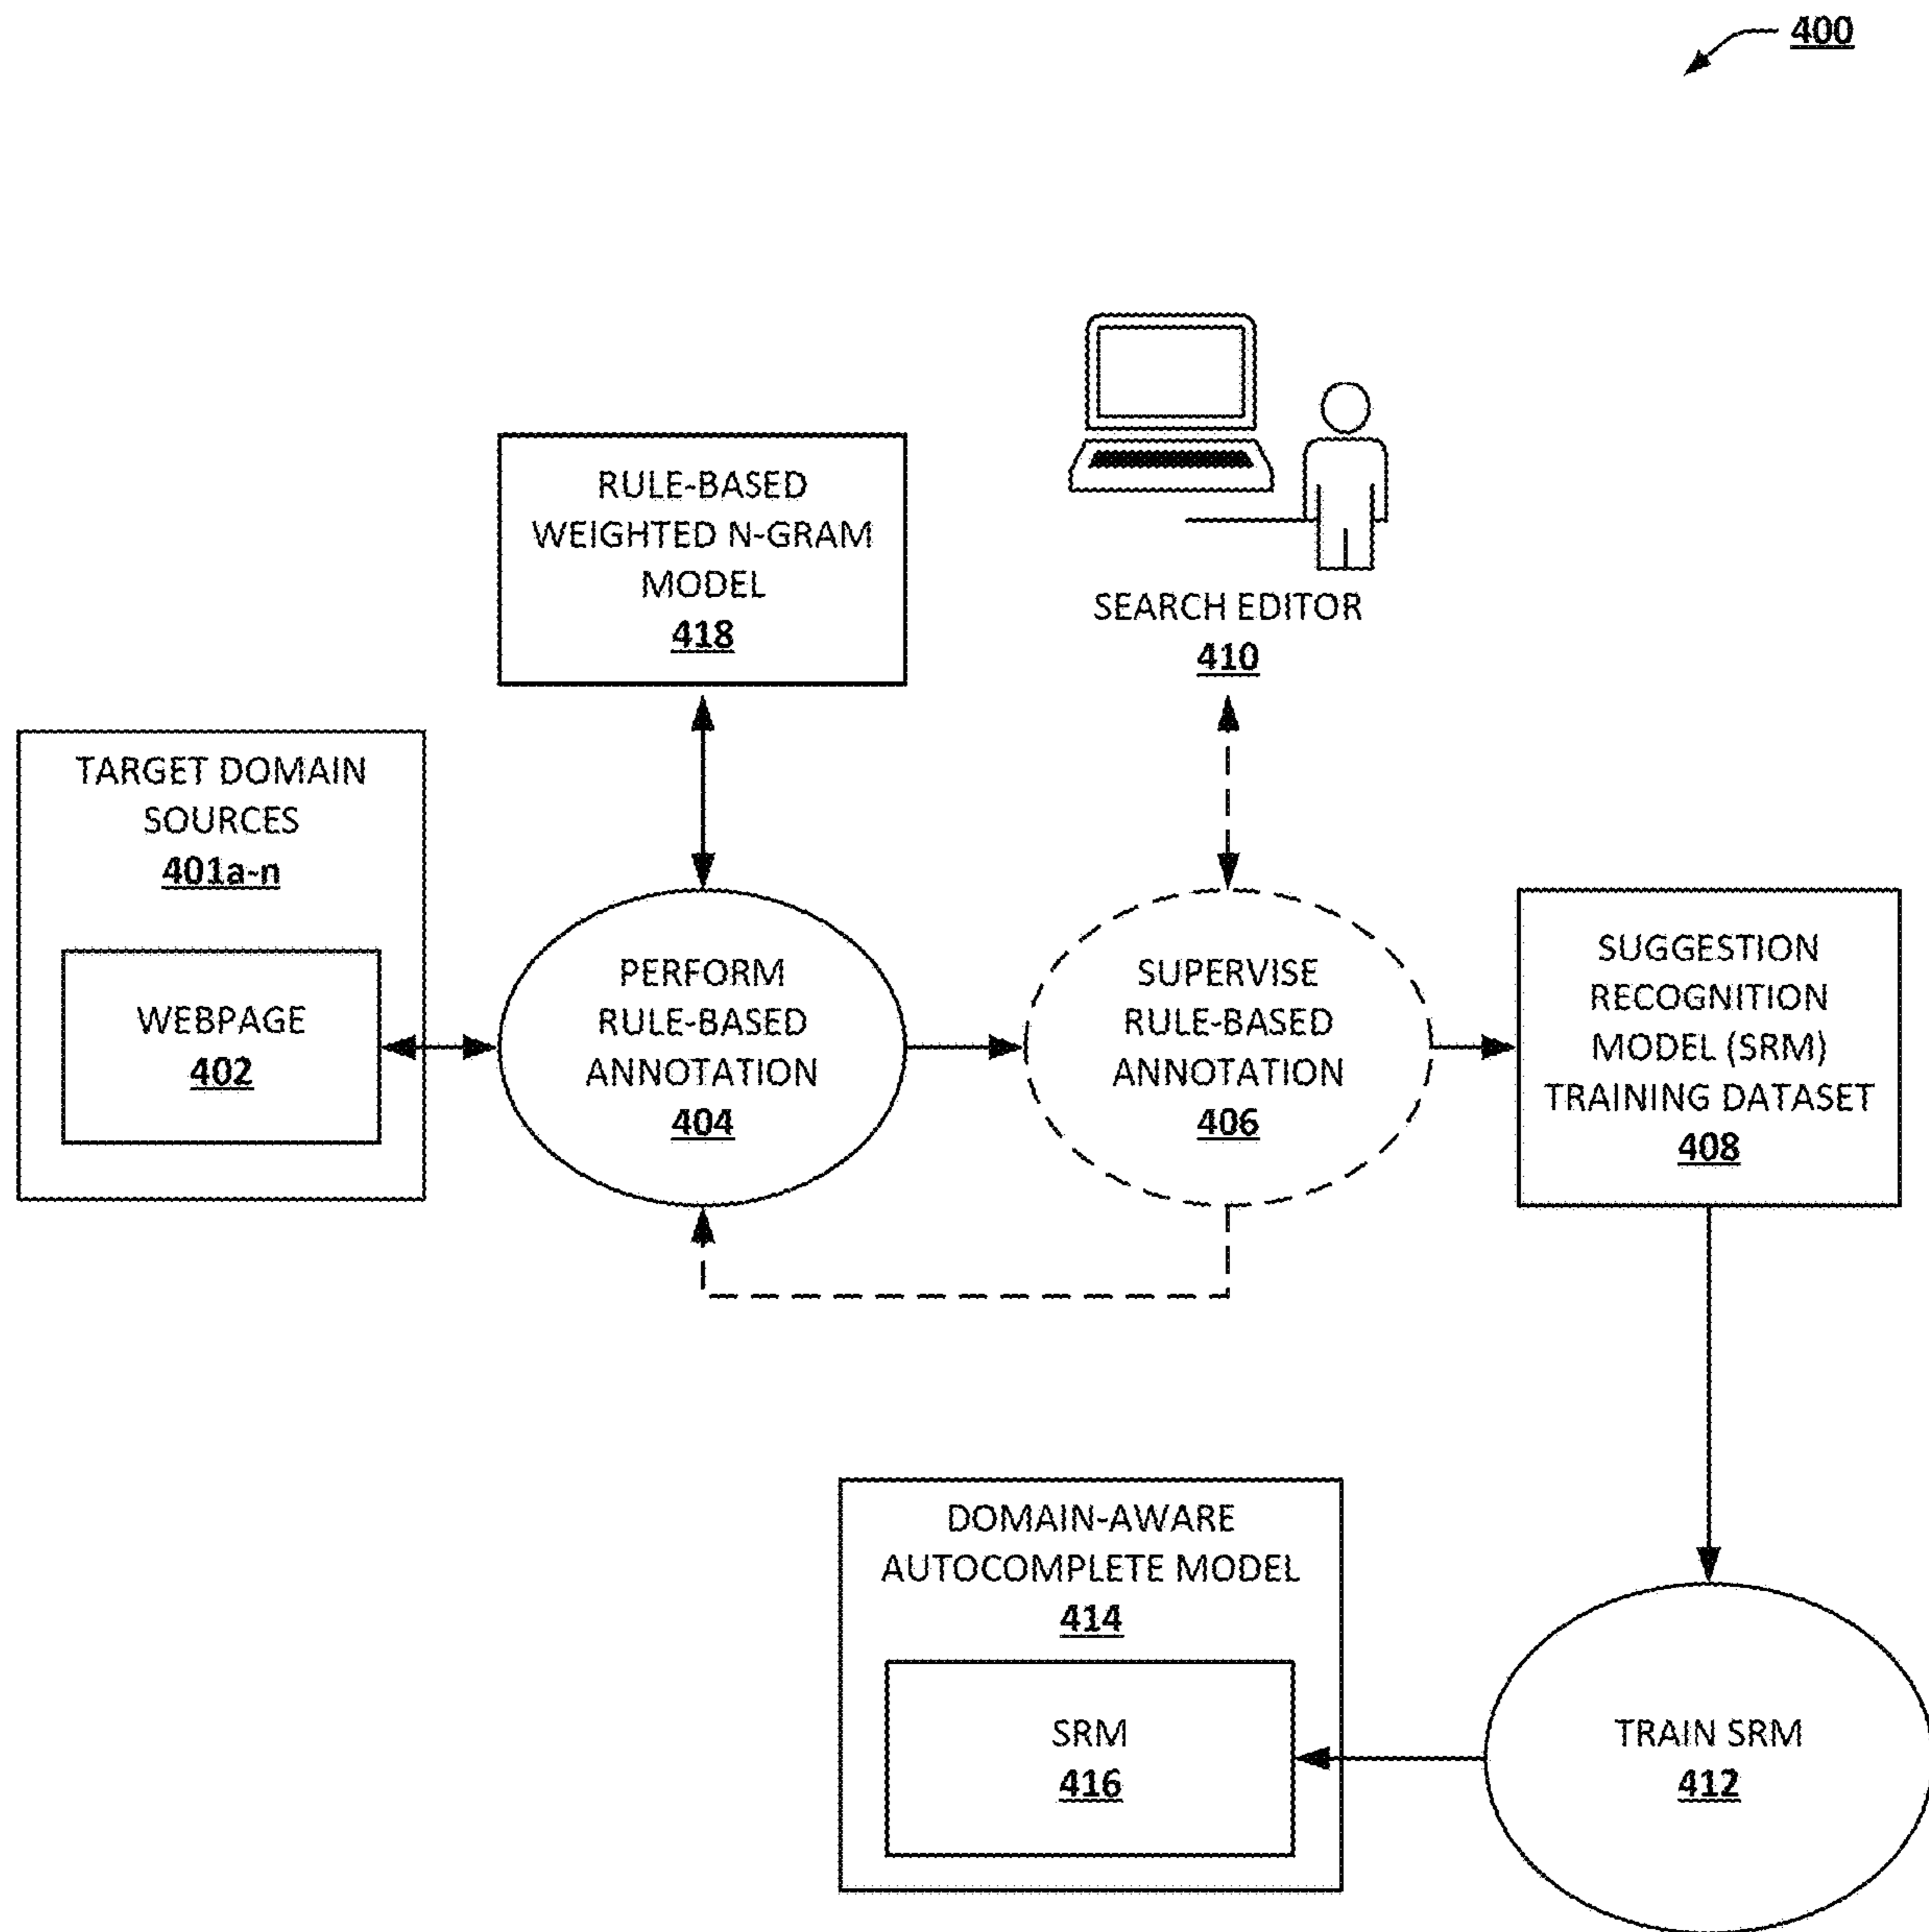 400
RULE-BASED
WEIGHTED N-GRAM
MODEL
418
SEARCH EDITOR
410
TARGET DOMAIN
SOURCES
401a-n
WEBPAGE
402
PERFORM
RULE-BASED
ANNOTATION
404
SUPERVISE
RULE-BASED
ANNOTATION
406
SUGGESTION
RECOGNITION
MODEL (SRM)
TRAINING DATASET
408
DOMAIN-AWARE
AUTOCOMPLETE MODEL
414
SRM
416
TRAIN SRM
412